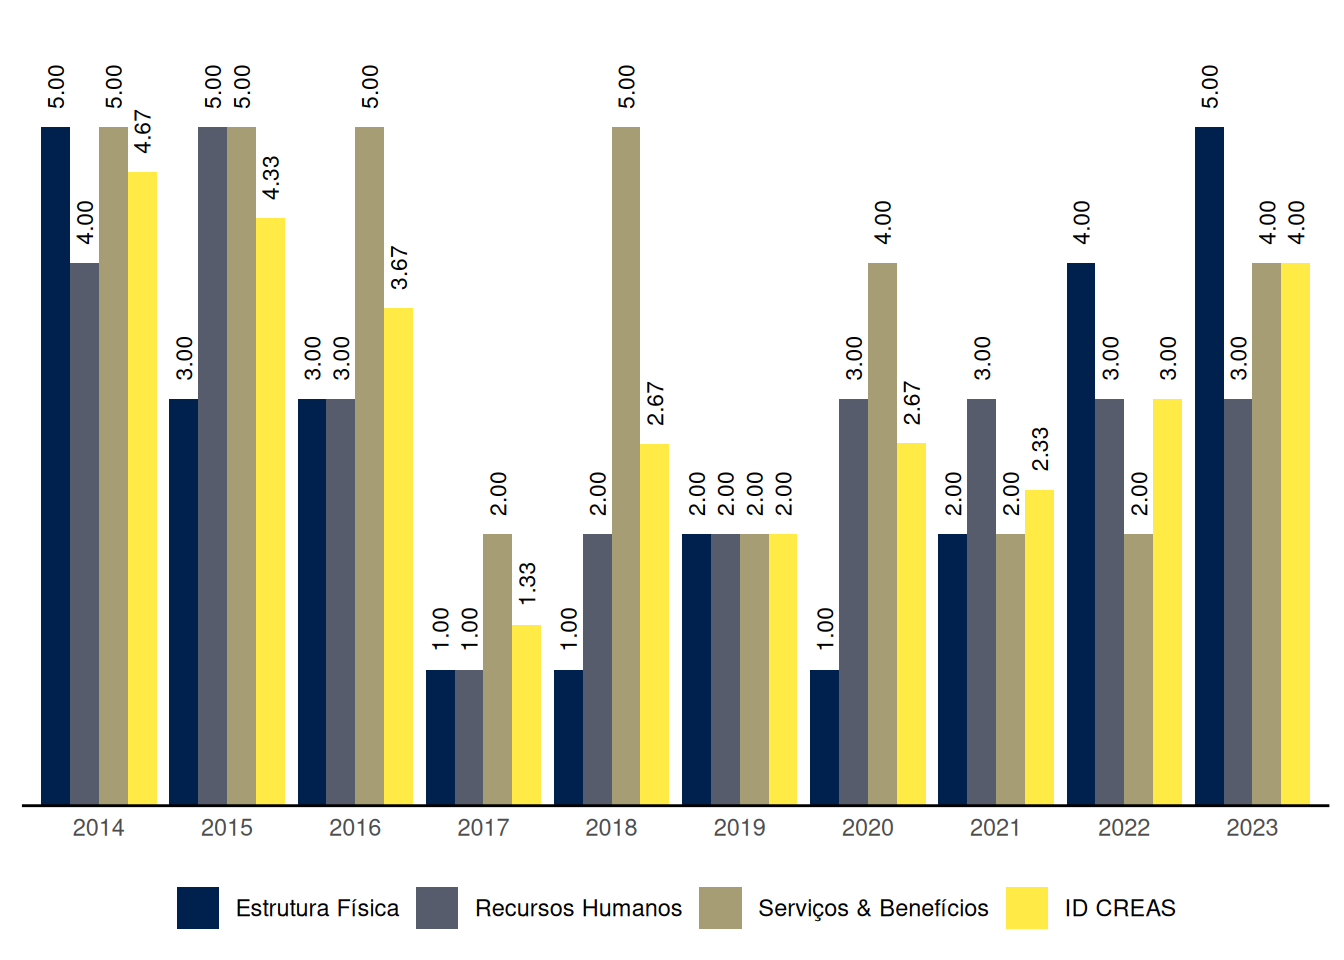 5.00 4.00 5.00 4.67 3.00 5.00 5.00 4.33 3.00 3.00 5.00 3.67 1.00 1.00 2.00 1.33 1.00 2.00 5.00 2.67 2.00 2.00 2.00 2.00 1.00 3.00 4.00 2.67 2.00 3.00 2.00 2.33 4.00 3.00 2.00 3.00 5.00 3.00 4.00 4.00
2014 2015 2016 2017 2018 2019 2020 2021 2022 2023
Estrutura Física Recursos Humanos Serviços & Benefícios ID CREAS